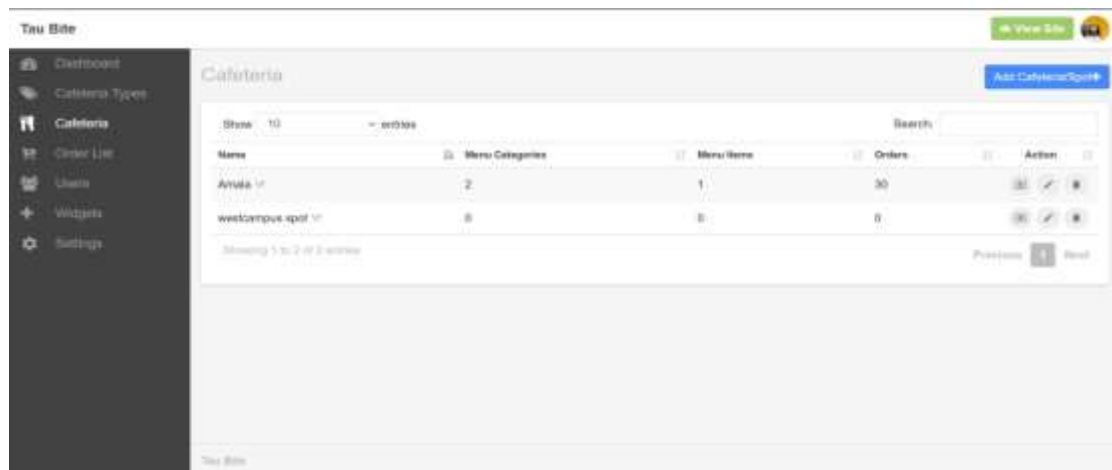 Tau Bite
View Site
Dashboard
Cafeteria Types
Cafeteria
Order List
Users
Widgets
Settings
Cafeteria
Add Cafeteria/Spot+
Show 10 entries
Search:
Name Menu Categories Menu Items Orders Action
Amala 2 1 30
westcampus spot 0 0 0
Showing 1 to 2 of 2 entries
Previous 1 Next
Tau Bite